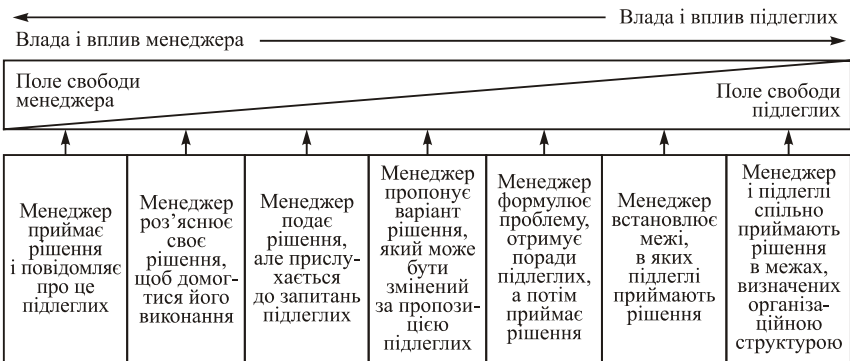 Влада і вплив підлеглих
Влада і вплив менеджера
Поле свободи
менеджера
Поле свободи
підлеглих
Менеджер
приймає
рішення
і повідомляє
про це
підлеглих
Менеджер
роз’яснює
своє
рішення,
щоб домог-
тися його
виконання
Менеджер
подає
рішення,
але прислу-
хається
до запитань
підлеглих
Менеджер
пропонує
варіант
рішення,
який може
бути
змінений
за пропози-
цією
підлеглих
Менеджер
формулює
проблему,
отримує
поради
підлеглих,
а потім
приймає
рішення
Менеджер
встановлює
межі,
в яких
підлеглі
приймають
рішення
Менеджер
і підлеглі
спільно
приймають
рішення
в межах,
визначених
організа-
ційною
структурою